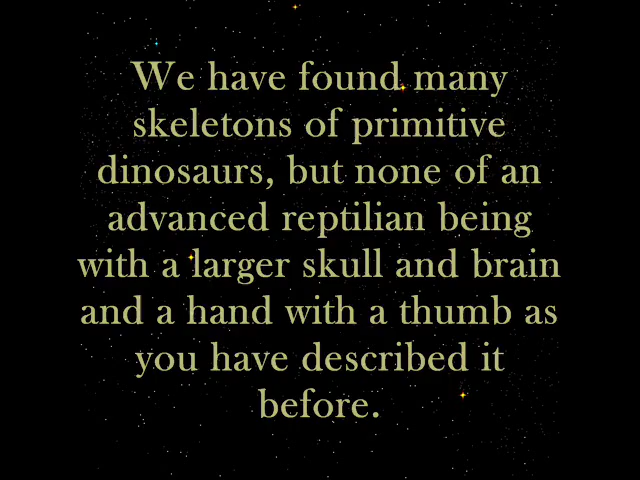 We have found many
skeletons of primitive
dinosaurs, but none of an
advanced reptilian being
with a larger skull and brain
and a hand with a thumb as
you have described it
before.